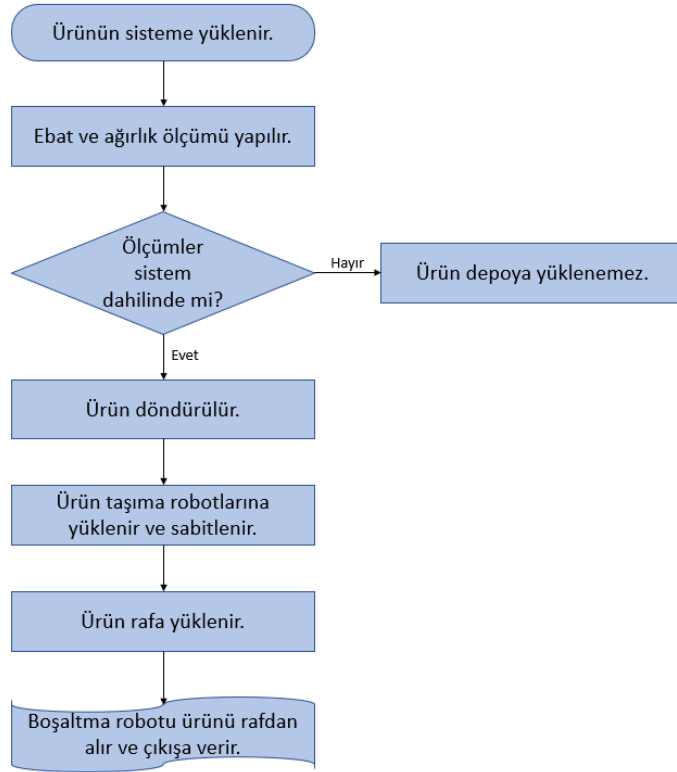 Ürünün sisteme yüklenir.
Ebat ve ağırlık ölçümü yapılır.
Ölçümler
sistem
dahilinde mi?
Hayır
Ürün depoya yüklenemez.
Evet
Ürün döndürülür.
Ürün taşıma robotlarına
yüklenir ve sabitlenir.
Ürün rafa yüklenir.
Boşaltma robotu ürünü rafdan
alır ve çıkışa verir.